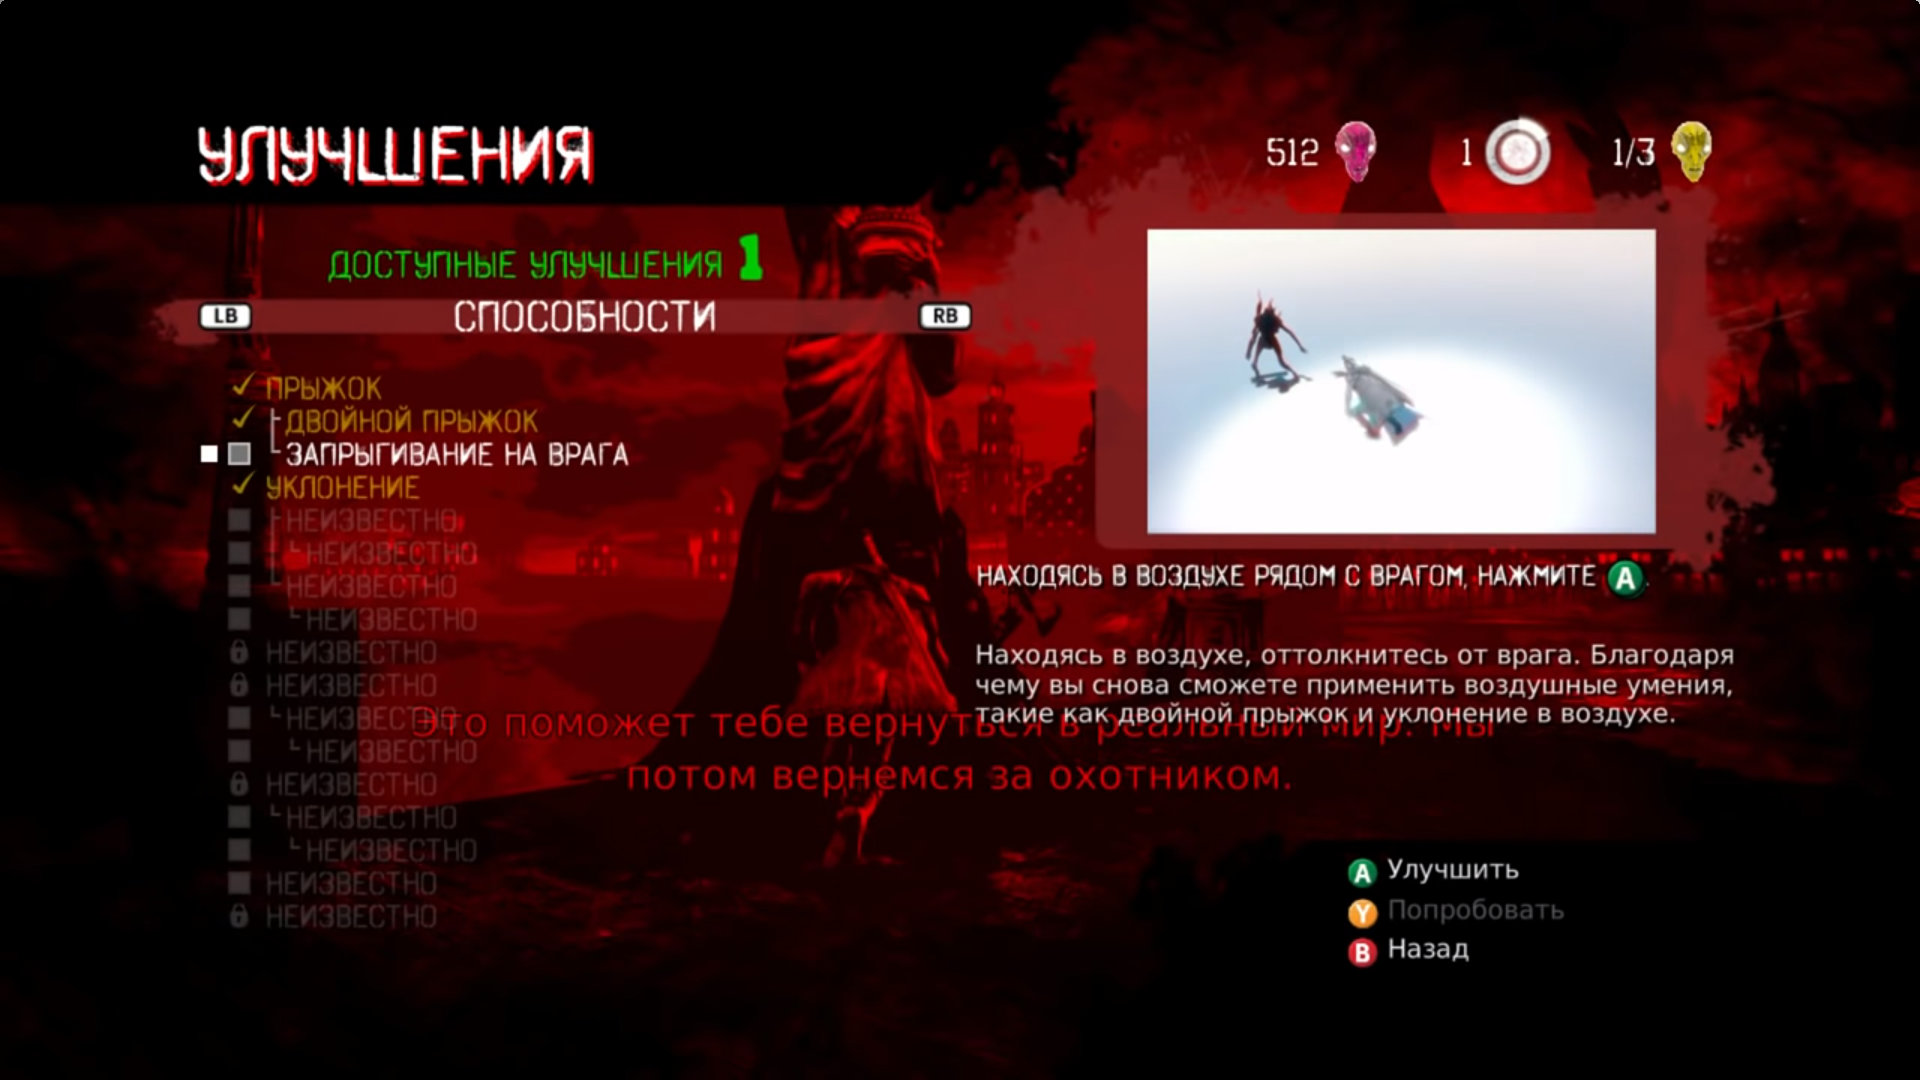 УЛУЧШЕНИЯ
512
1
1/3
ДОСТУПНЫЕ УЛУЧШЕНИЯ 1
LB СПОСОБНОСТИ RB
ПРЫЖОК
ДВОЙНОЙ ПРЫЖОК
ЗАПРЫГИВАНИЕ НА ВРАГА
УКЛОНЕНИЕ
НЕИЗВЕСТНО
НЕИЗВЕСТНО
НЕИЗВЕСТНО
НЕИЗВЕСТНО
НЕИЗВЕСТНО
НЕИЗВЕСТНО
НЕИЗВЕСТНО
НЕИЗВЕСТНО
НЕИЗВЕСТНО
НЕИЗВЕСТНО
НЕИЗВЕСТНО
НЕИЗВЕСТНО
НЕИЗВЕСТНО
НАХОДЯСЬ В ВОЗДУХЕ РЯДОМ С ВРАГОМ, НАЖМИТЕ A.
Находясь в воздухе, оттолкнитесь от врага. Благодаря
чему вы снова сможете применить воздушные умения,
такие как двойной прыжок и уклонение в воздухе.
Это поможет тебе вернуться в реальный мир. Мы
потом вернемся за охотником.
A Улучшить
Y Попробовать
B Назад